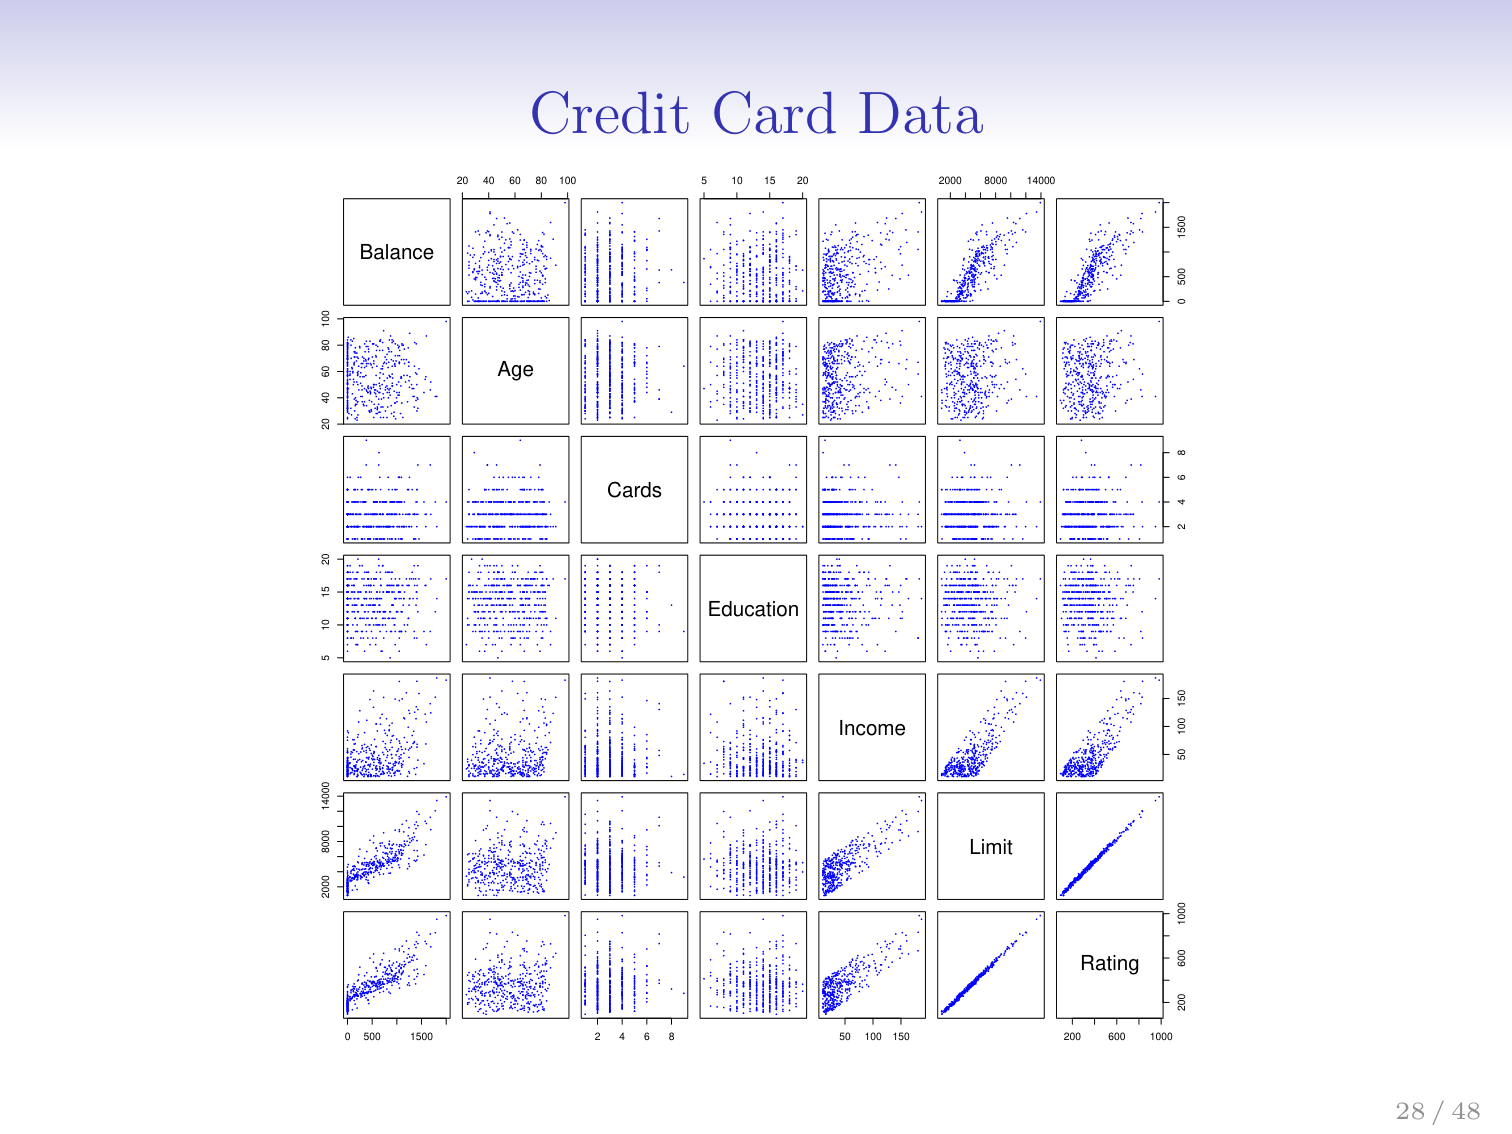 Credit Card Data
20 40 60 80 100 5 10 15 20 2000 8000 14000
Balance
0 500 1500
20 40 60 80 100
Age
Cards
2 4 6 8
5 10 15 20
Education
Income
50 100 150
2000 8000 14000
Limit
Rating
200 600 1000
0 500 1500 2 4 6 8 50 100 150 200 600 1000
28 / 48